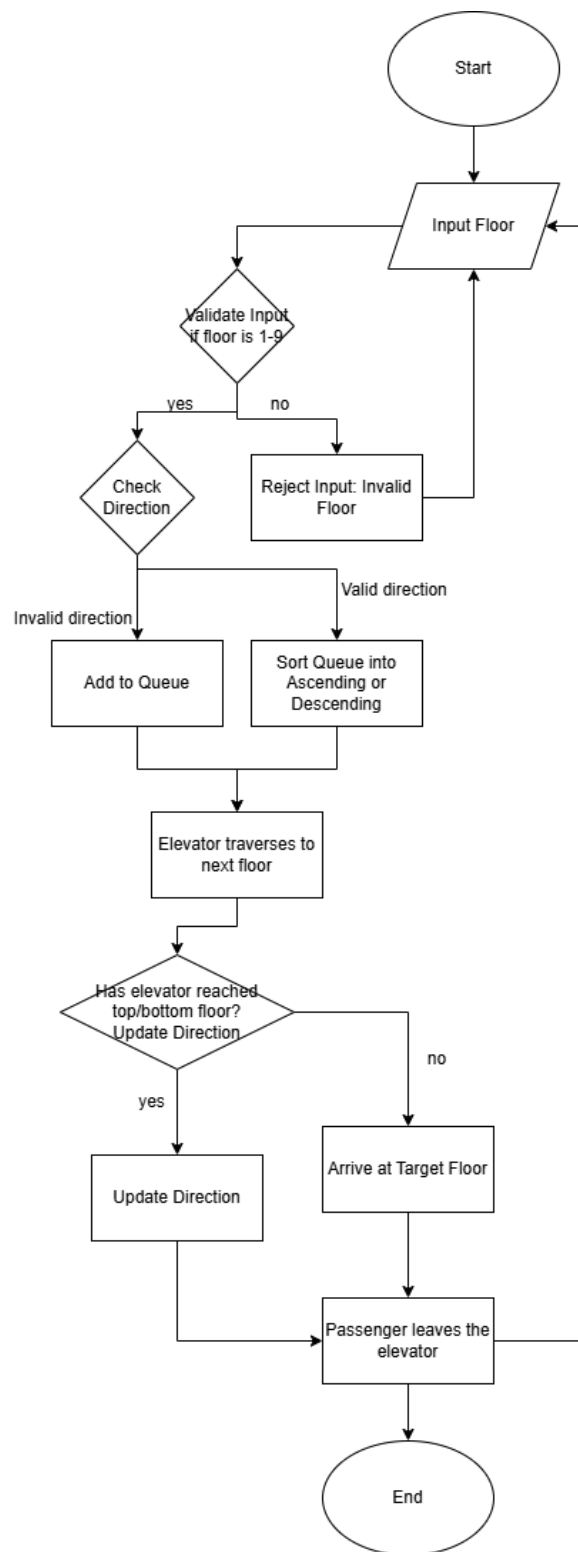 Start
Input Floor
Validate Input
if floor is 1-9
yes
no
Check
Direction
Reject Input: Invalid
Floor
Invalid direction
Valid direction
Add to Queue
Sort Queue into
Ascending or
Descending
Elevator traverses to
next floor
Has elevator reached
top/bottom floor?
Update Direction
no
yes
Arrive at Target Floor
Update Direction
Passenger leaves the
elevator
End